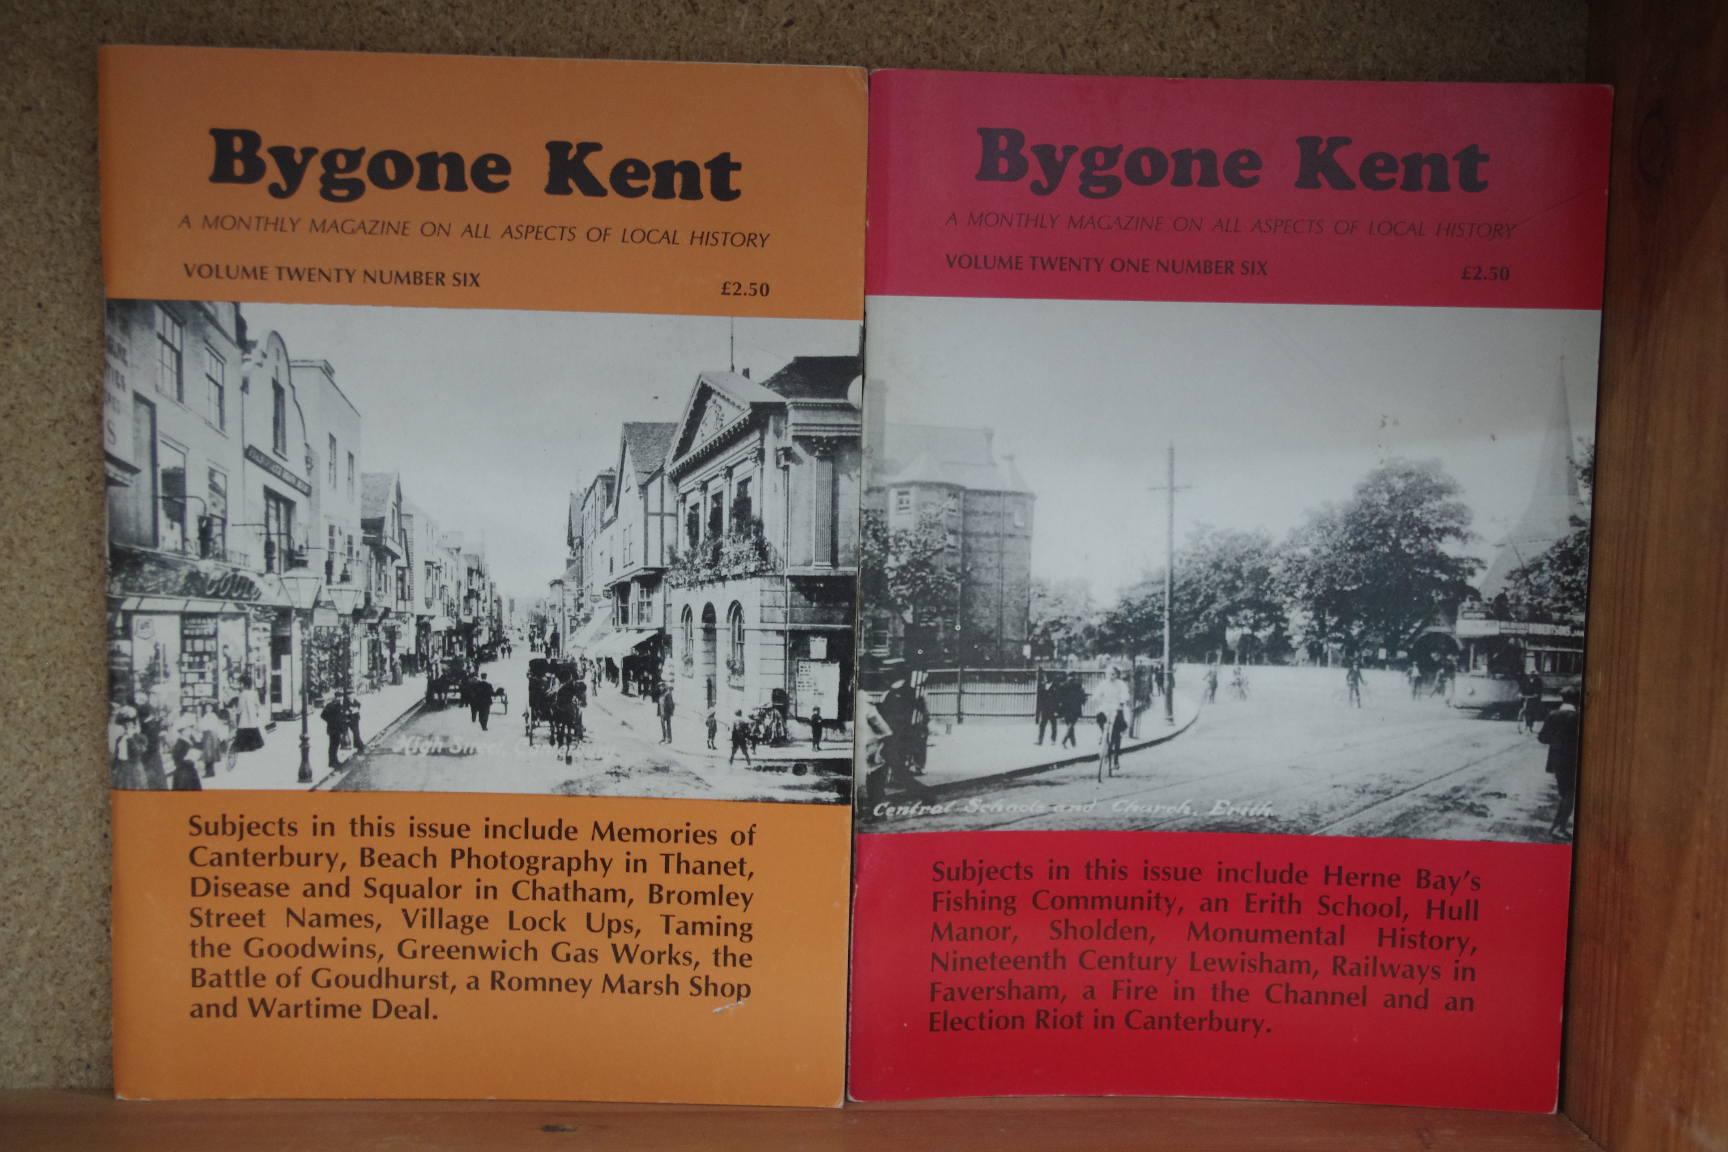 Bygone Kent
A MONTHLY MAGAZINE ON ALL ASPECTS OF LOCAL HISTORY
VOLUME TWENTY NUMBER SIX
£2.50
High Street,
Subjects in this issue include Memories of
Canterbury, Beach Photography in Thanet,
Disease and Squalor in Chatham, Bromley
Street Names, Village Lock Ups, Taming
the Goodwins, Greenwich Gas Works, the
Battle of Goudhurst, a Romney Marsh Shop
and Wartime Deal.
Bygone Kent
A MONTHLY MAGAZINE ON ALL ASPECTS OF LOCAL HISTORY
VOLUME TWENTY ONE NUMBER SIX
£2.50
Central Schools and Church, Erith.
Subjects in this issue include Herne Bay's
Fishing Community, an Erith School, Hull
Manor, Sholden, Monumental History,
Nineteenth Century Lewisham, Railways in
Faversham, a Fire in the Channel and an
Election Riot in Canterbury.